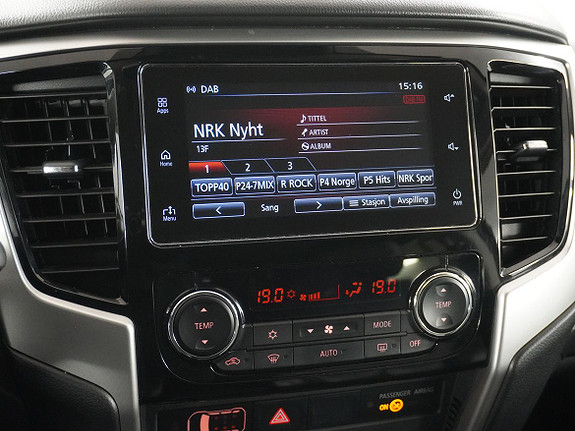 DAB 15:16
Apps
NRK Nyht
TITTEL
ARTIST
ALBUM
13F
Home
1 2 3
TOPP40 P24-7MIX R ROCK P4 Norge P5 Hits NRK Spor
Sang Stasjon Avspilling
Menu
PWR
19.0 19.0
TEMP TEMP
MODE
AUTO OFF
PASSENGER AIRBAG
ON